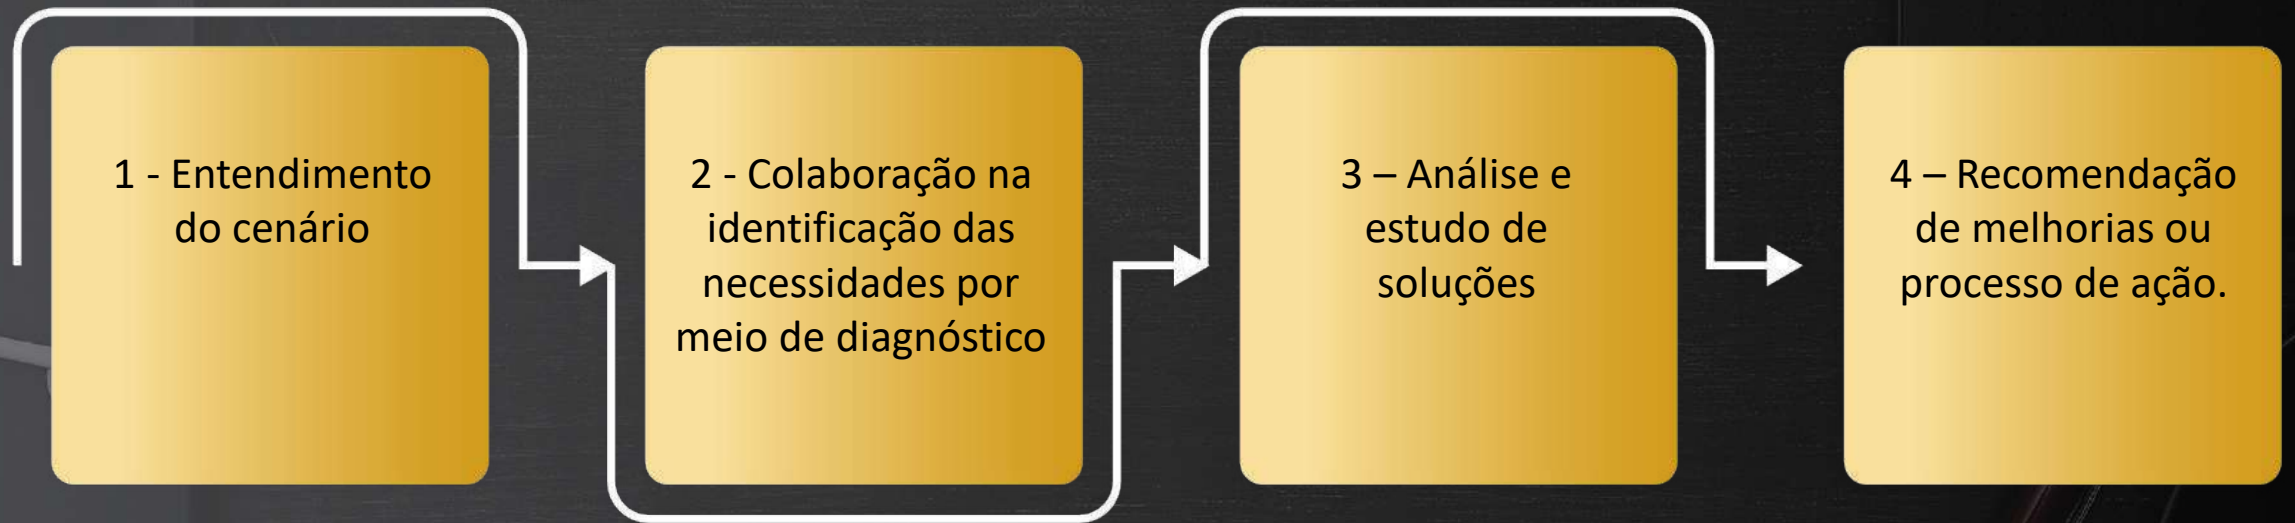 1 - Entendimento
do cenário
2 - Colaboração na
identificação das
necessidades por
meio de diagnóstico
3 – Análise e
estudo de
soluções
4 – Recomendação
de melhorias ou
processo de ação.